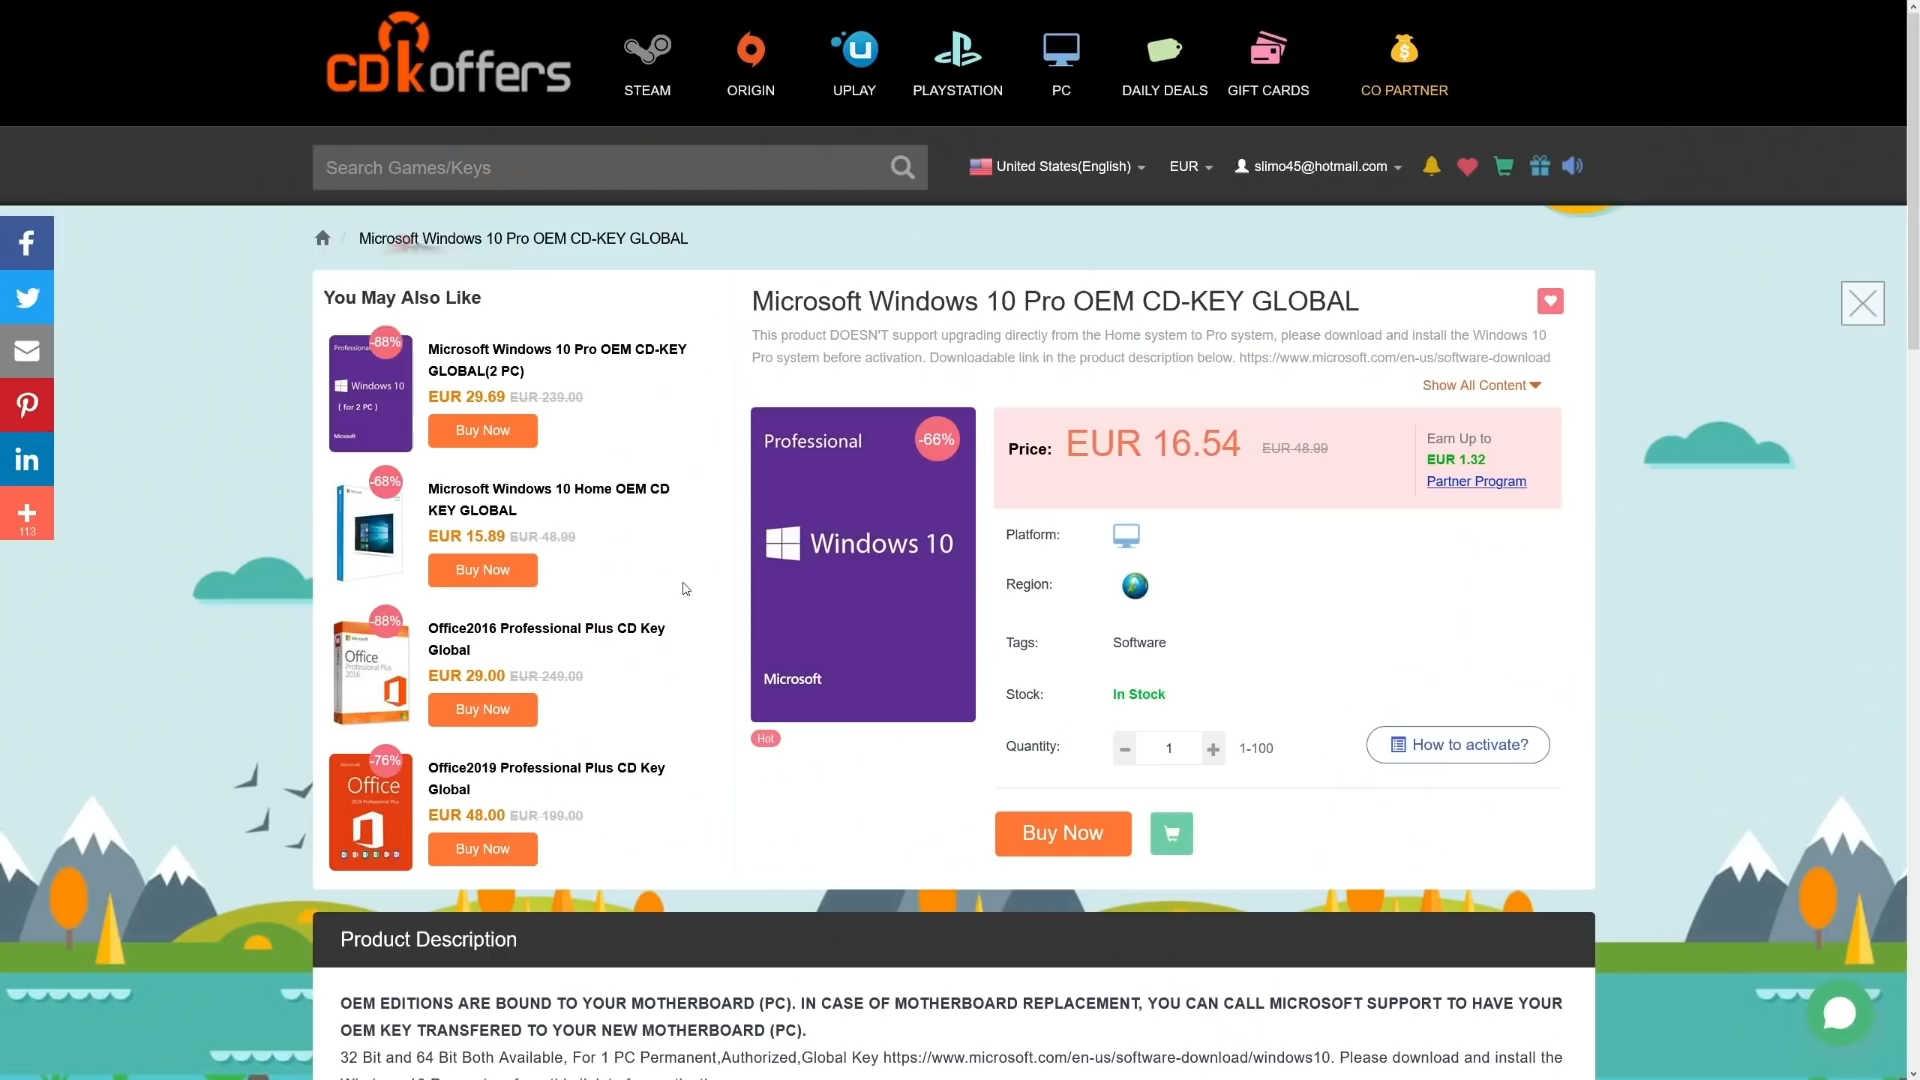 CDkoffers
STEAM
ORIGIN
UPLAY
PLAYSTATION
PC
DAILY DEALS
GIFT CARDS
CO PARTNER
Search Games/Keys
United States(English)
EUR
slimo45@hotmail.com
Microsoft Windows 10 Pro OEM CD-KEY GLOBAL
113
You May Also Like
-88%
Professional
Windows 10
( for 2 PC )
Microsoft
Microsoft Windows 10 Pro OEM CD-KEY
GLOBAL(2 PC)
EUR 29.69 EUR 239.00
Buy Now
-68%
Microsoft Windows 10 Home OEM CD
KEY GLOBAL
EUR 15.89 EUR 48.99
Buy Now
-88%
Office
Professional Plus
2016
Office2016 Professional Plus CD Key
Global
EUR 29.00 EUR 249.00
Buy Now
-76%
Office
2019 Professional Plus
Office2019 Professional Plus CD Key
Global
EUR 48.00 EUR 199.00
Buy Now
Microsoft Windows 10 Pro OEM CD-KEY GLOBAL
This product DOESN'T support upgrading directly from the Home system to Pro system, please download and install the Windows 10
Pro system before activation. Downloadable link in the product description below. https://www.microsoft.com/en-us/software-download
Show All Content
Professional
-66%
Windows 10
Microsoft
Hot
Price: EUR 16.54 EUR 48.99
Earn Up to
EUR 1.32
Partner Program
Platform:
Region:
Tags: Software
Stock: In Stock
Quantity: - 1 + 1-100
How to activate?
Buy Now
Product Description
OEM EDITIONS ARE BOUND TO YOUR MOTHERBOARD (PC). IN CASE OF MOTHERBOARD REPLACEMENT, YOU CAN CALL MICROSOFT SUPPORT TO HAVE YOUR
OEM KEY TRANSFERED TO YOUR NEW MOTHERBOARD (PC).
32 Bit and 64 Bit Both Available, For 1 PC Permanent,Authorized,Global Key https://www.microsoft.com/en-us/software-download/windows10. Please download and install the